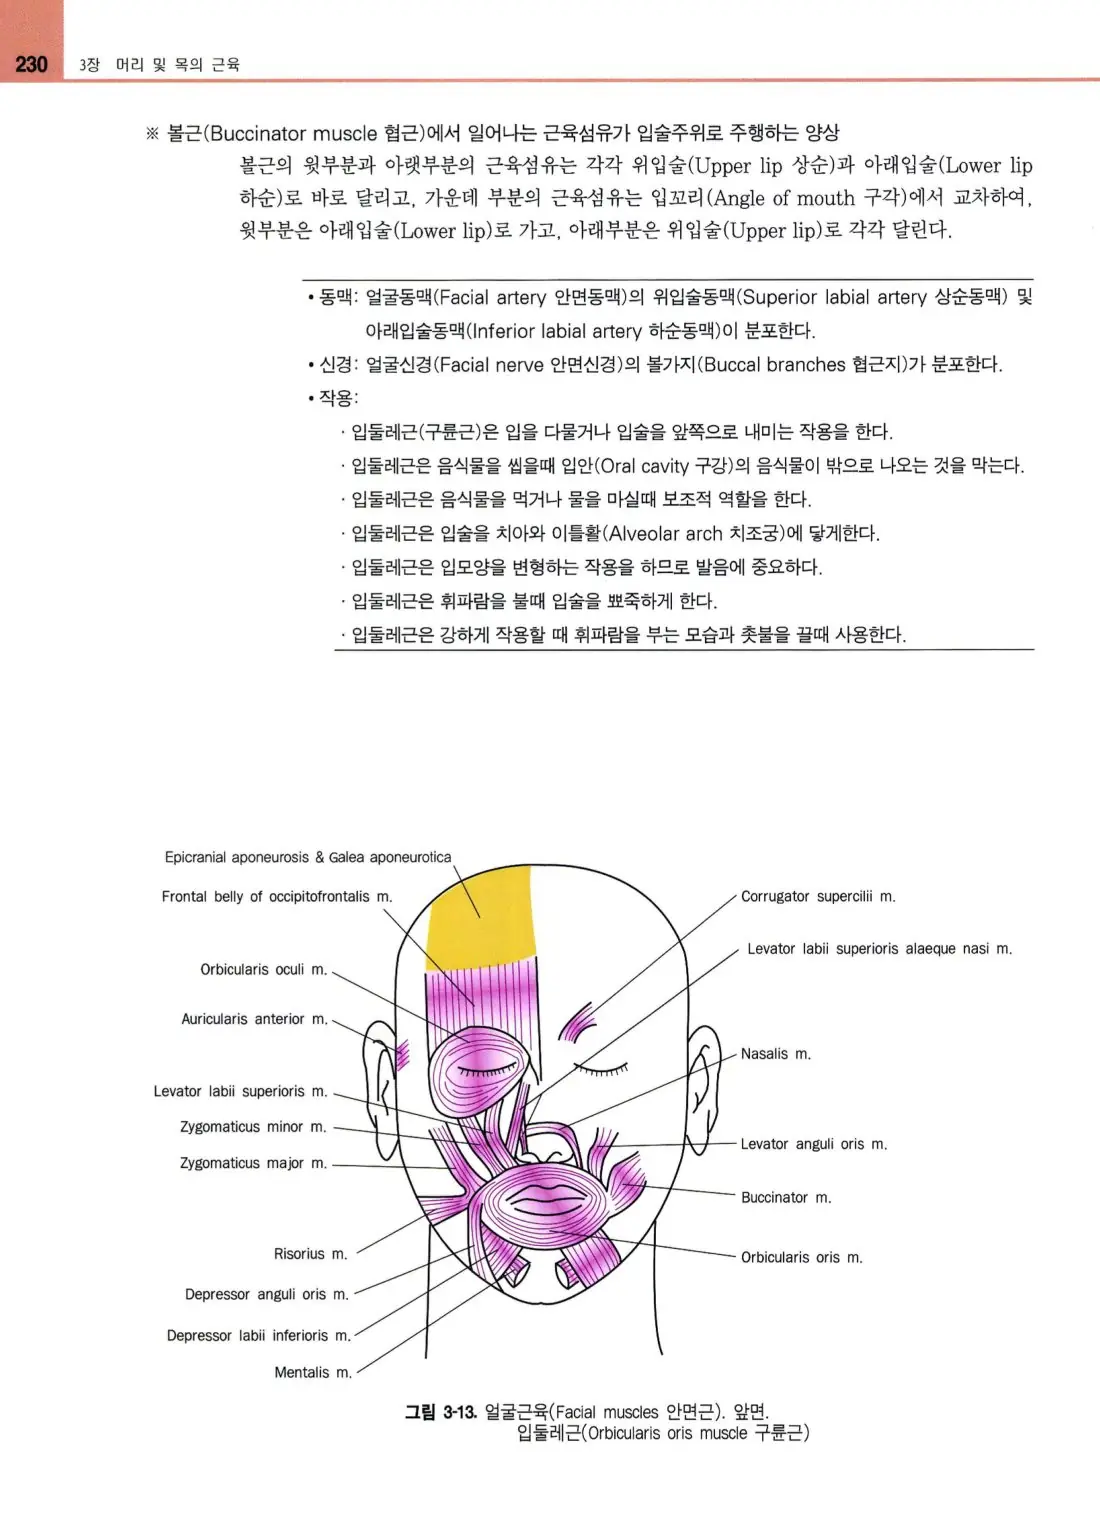 230 3장 머리 및 목의 근육
※ 볼근(Buccinator muscle 협근)에서 일어나는 근육섬유가 입술주위로 주행하는 양상
볼근의 윗부분과 아랫부분의 근육섬유는 각각 위입술(Upper lip 상순)과 아래입술(Lower lip
하순)로 바로 달리고, 가운데 부분의 근육섬유는 입꼬리(Angle of mouth 구각)에서 교차하여,
윗부분은 아래입술(Lower lip)로 가고, 아래부분은 위입술(Upper lip)로 각각 달린다.
• 동맥: 얼굴동맥(Facial artery 안면동맥)의 위입술동맥(Superior labial artery 상순동맥) 및
아래입술동맥(Inferior labial artery 하순동맥)이 분포한다.
• 신경: 얼굴신경(Facial nerve 안면신경)의 볼가지(Buccal branches 협근지)가 분포한다.
• 작용:
· 입둘레근(구륜근)은 입을 다물거나 입술을 앞쪽으로 내미는 작용을 한다.
· 입둘레근은 음식물을 씹을때 입안(Oral cavity 구강)의 음식물이 밖으로 나오는 것을 막는다.
· 입둘레근은 음식물을 먹거나 물을 마실때 보조적 역할을 한다.
· 입둘레근은 입술을 치아와 이틀활(Alveolar arch 치조궁)에 닿게한다.
· 입둘레근은 입모양을 변형하는 작용을 하므로 발음에 중요하다.
· 입둘레근은 휘파람을 불때 입술을 뾰죽하게 한다.
· 입둘레근은 강하게 작용할 때 휘파람을 부는 모습과 촛불을 끌때 사용한다.
Epicranial aponeurosis & Galea aponeurotica
Frontal belly of occipitofrontalis m.
Corrugator supercilii m.
Levator labii superioris alaeque nasi m.
Orbicularis oculi m.
Auricularis anterior m.
Nasalis m.
Levator labii superioris m.
Zygomaticus minor m.
Levator anguli oris m.
Zygomaticus major m.
Buccinator m.
Risorius m.
Orbicularis oris m.
Depressor anguli oris m.
Depressor labii inferioris m.
Mentalis m.
그림 3-13. 얼굴근육(Facial muscles 안면근). 앞면.
입둘레근(Orbicularis oris muscle 구륜근)